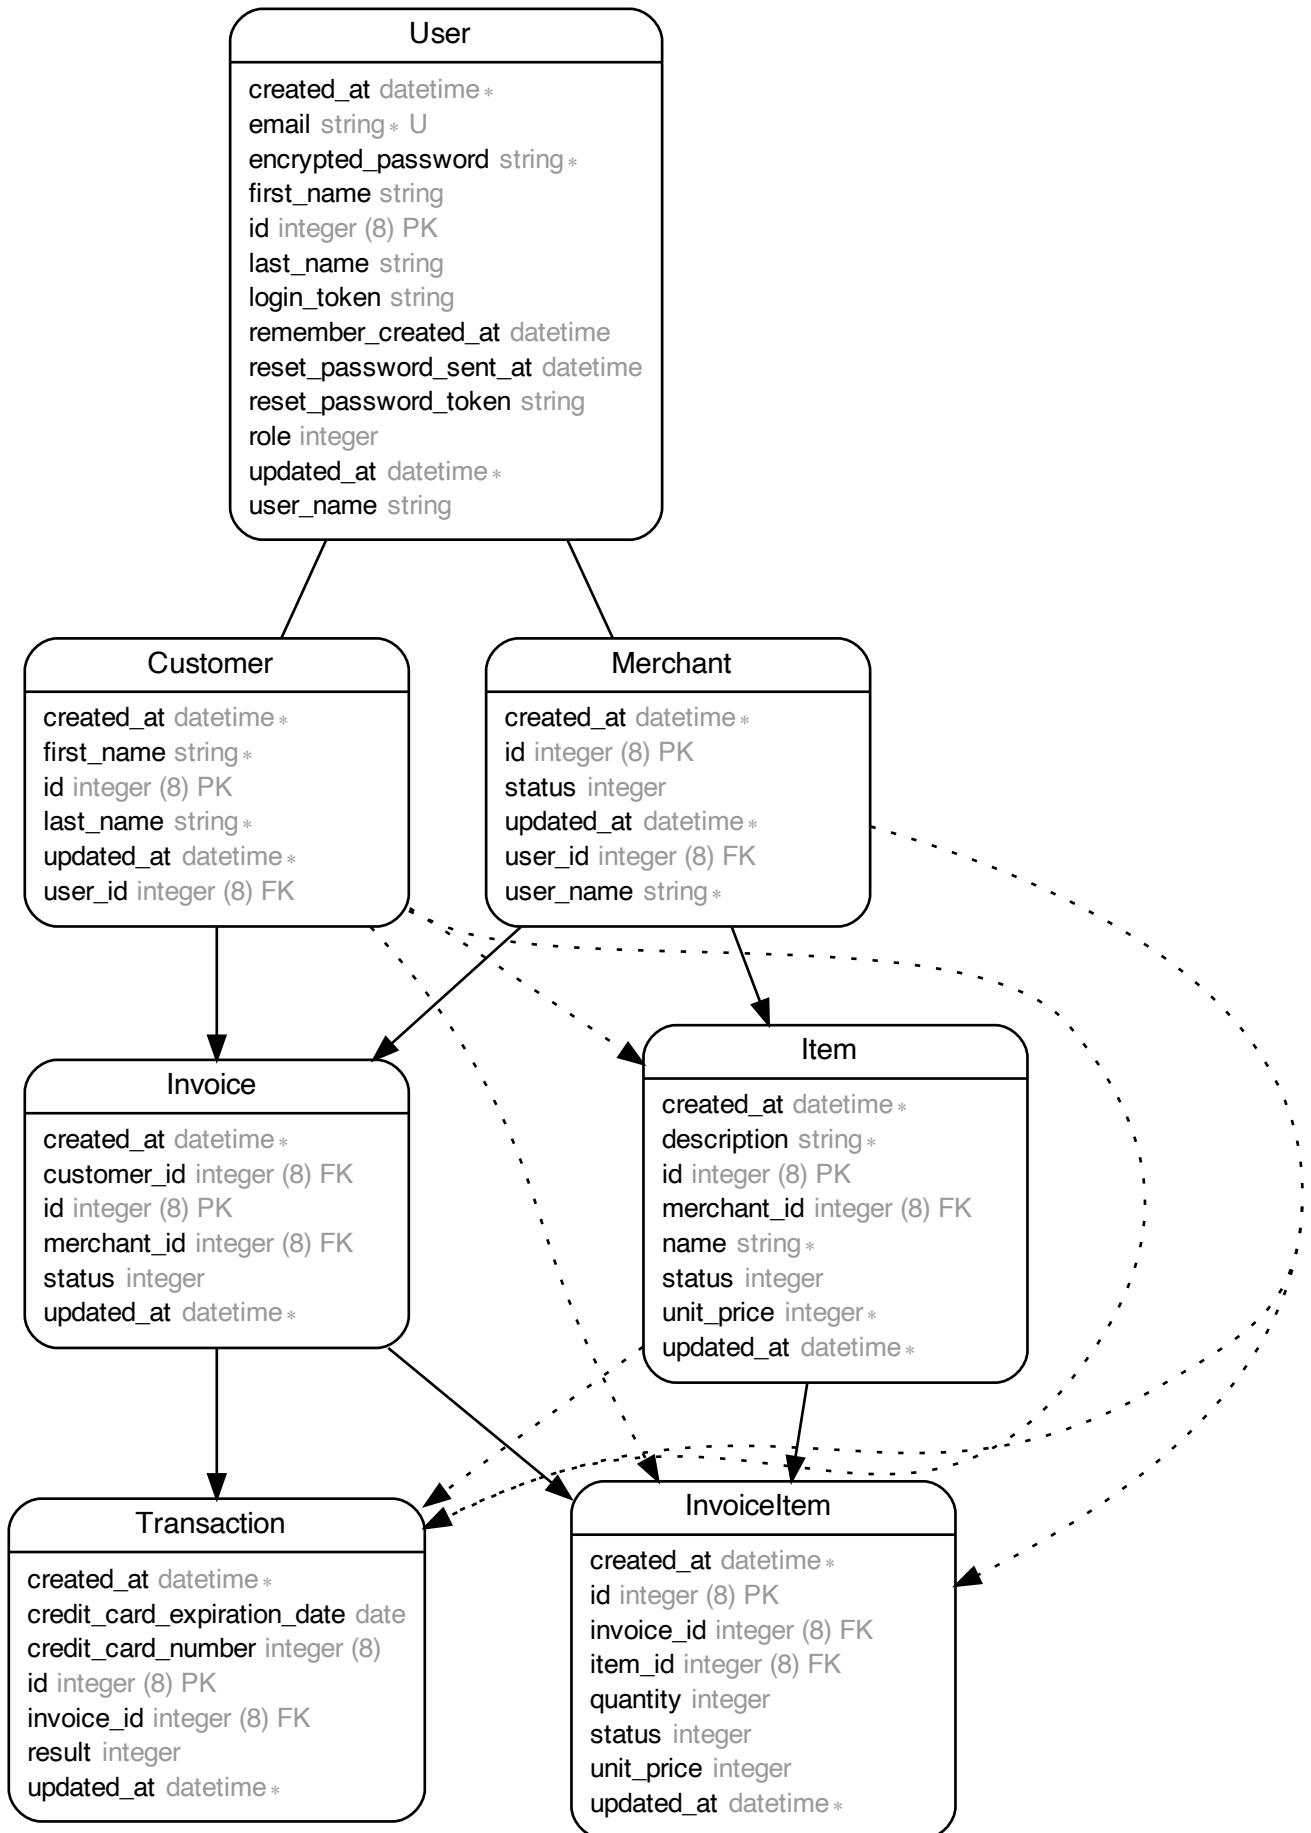 User
created_at datetime *
email string * U
encrypted_password string *
first_name string
id integer (8) PK
last_name string
login_token string
remember_created_at datetime
reset_password_sent_at datetime
reset_password_token string
role integer
updated_at datetime *
user_name string
Customer
created_at datetime *
first_name string *
id integer (8) PK
last_name string *
updated_at datetime *
user_id integer (8) FK
Merchant
created_at datetime *
id integer (8) PK
status integer
updated_at datetime *
user_id integer (8) FK
user_name string *
Invoice
created_at datetime *
customer_id integer (8) FK
id integer (8) PK
merchant_id integer (8) FK
status integer
updated_at datetime *
Item
created_at datetime *
description string *
id integer (8) PK
merchant_id integer (8) FK
name string *
status integer
unit_price integer *
updated_at datetime *
Transaction
created_at datetime *
credit_card_expiration_date date
credit_card_number integer (8)
id integer (8) PK
invoice_id integer (8) FK
result integer
updated_at datetime *
InvoiceItem
created_at datetime *
id integer (8) PK
invoice_id integer (8) FK
item_id integer (8) FK
quantity integer
status integer
unit_price integer
updated_at datetime *